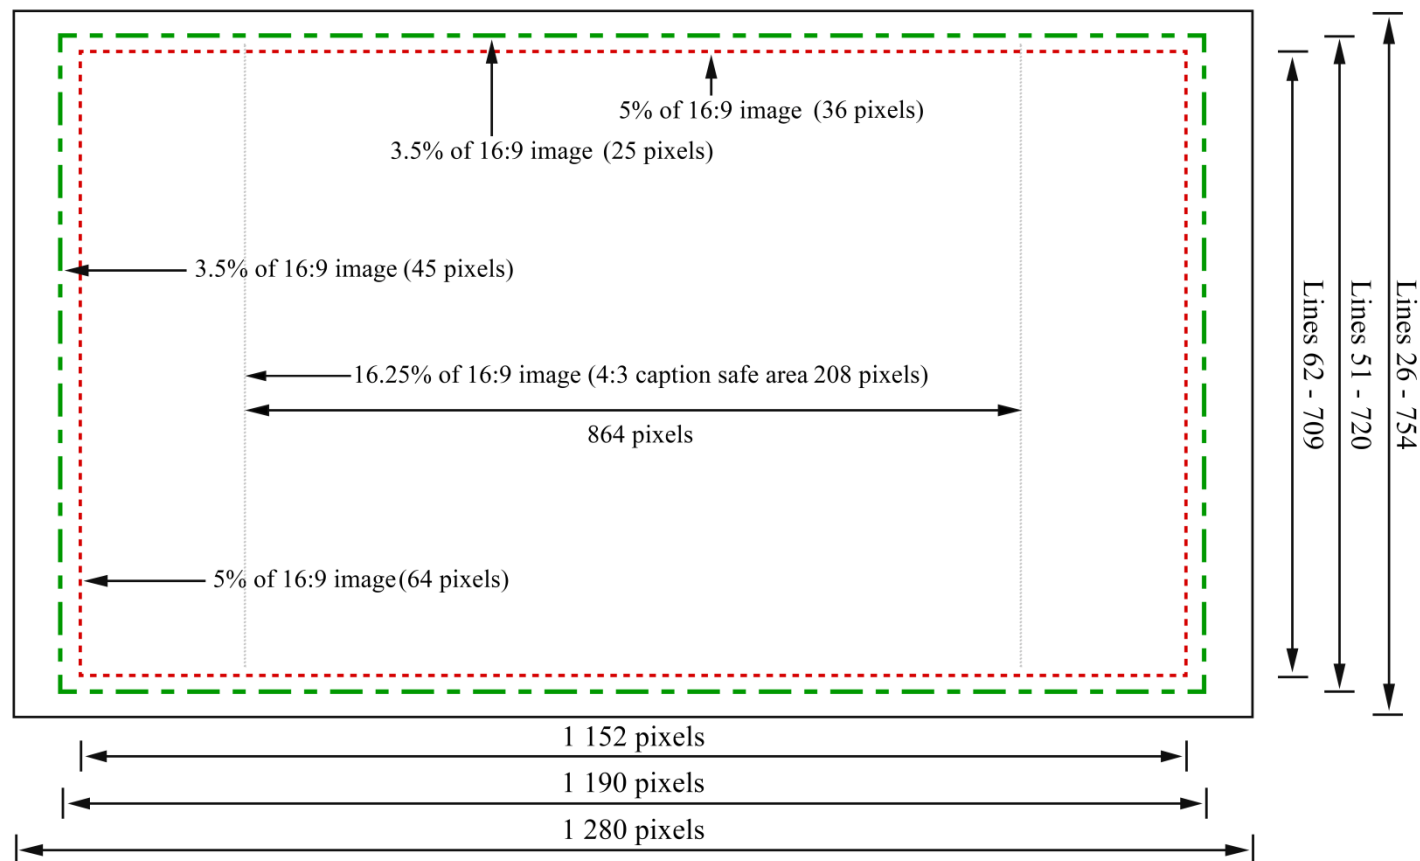 5% of 16:9 image (36 pixels)
3.5% of 16:9 image (25 pixels)
3.5% of 16:9 image (45 pixels)
16.25% of 16:9 image (4:3 caption safe area 208 pixels)
864 pixels
5% of 16:9 image (64 pixels)
Lines 62 - 709
Lines 51 - 720
Lines 26 - 754
1 152 pixels
1 190 pixels
1 280 pixels